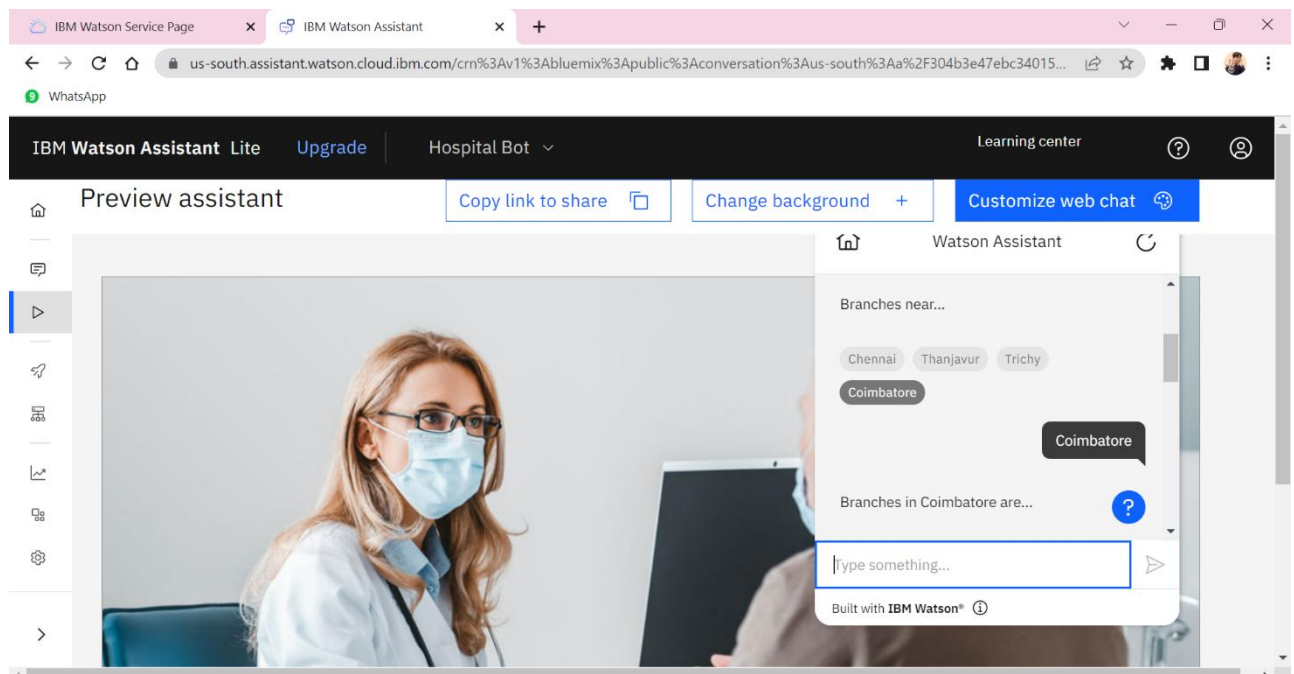 IBM Watson Service Page
IBM Watson Assistant
us-south.assistant.watson.cloud.ibm.com/crn%3Av1%3Abluemix%3Apublic%3Aconversation%3Aus-south%3Aa%2F304b3e47ebc34015...
WhatsApp
IBM Watson Assistant Lite Upgrade Hospital Bot Learning center
Preview assistant Copy link to share Change background + Customize web chat
Watson Assistant
Branches near...
Chennai Thanjavur Trichy
Coimbatore
Coimbatore
Branches in Coimbatore are...
Type something...
Built with IBM Watson®